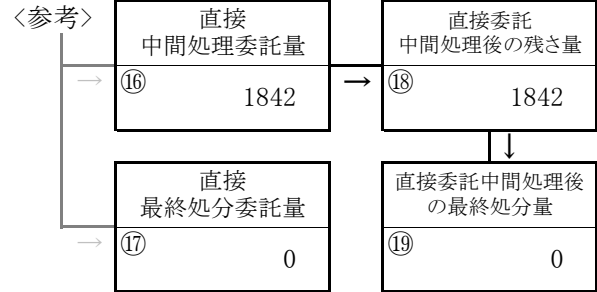 〈参考〉
直接
中間処理委託量
⑯
1842
→
→
直接委託
中間処理後の残さ量
⑱
1842
↓
直接
最終処分委託量
⑰
0
→
直接委託中間処理後
の最終処分量
⑲
0